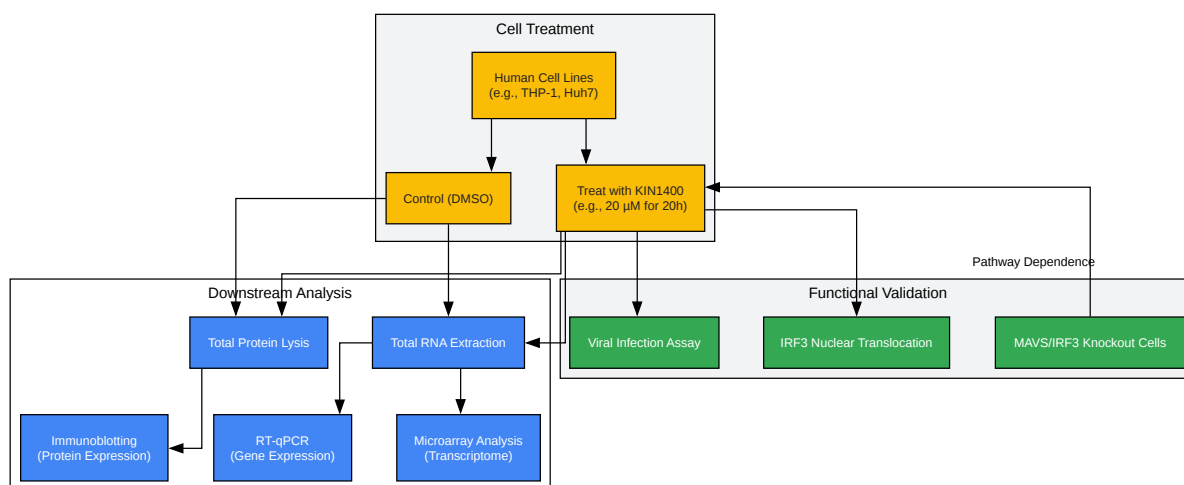 Cell Treatment
Human Cell Lines
(e.g., THP-1, Huh7)
Control (DMSO)
Treat with KIN1400
(e.g., 20 µM for 20h)
Pathway Dependence
Downstream Analysis
Functional Validation
Total Protein Lysis
Total RNA Extraction
Viral Infection Assay
IRF3 Nuclear Translocation
MAVS/IRF3 Knockout Cells
Immunoblotting
(Protein Expression)
RT-qPCR
(Gene Expression)
Microarray Analysis
(Transcriptome)